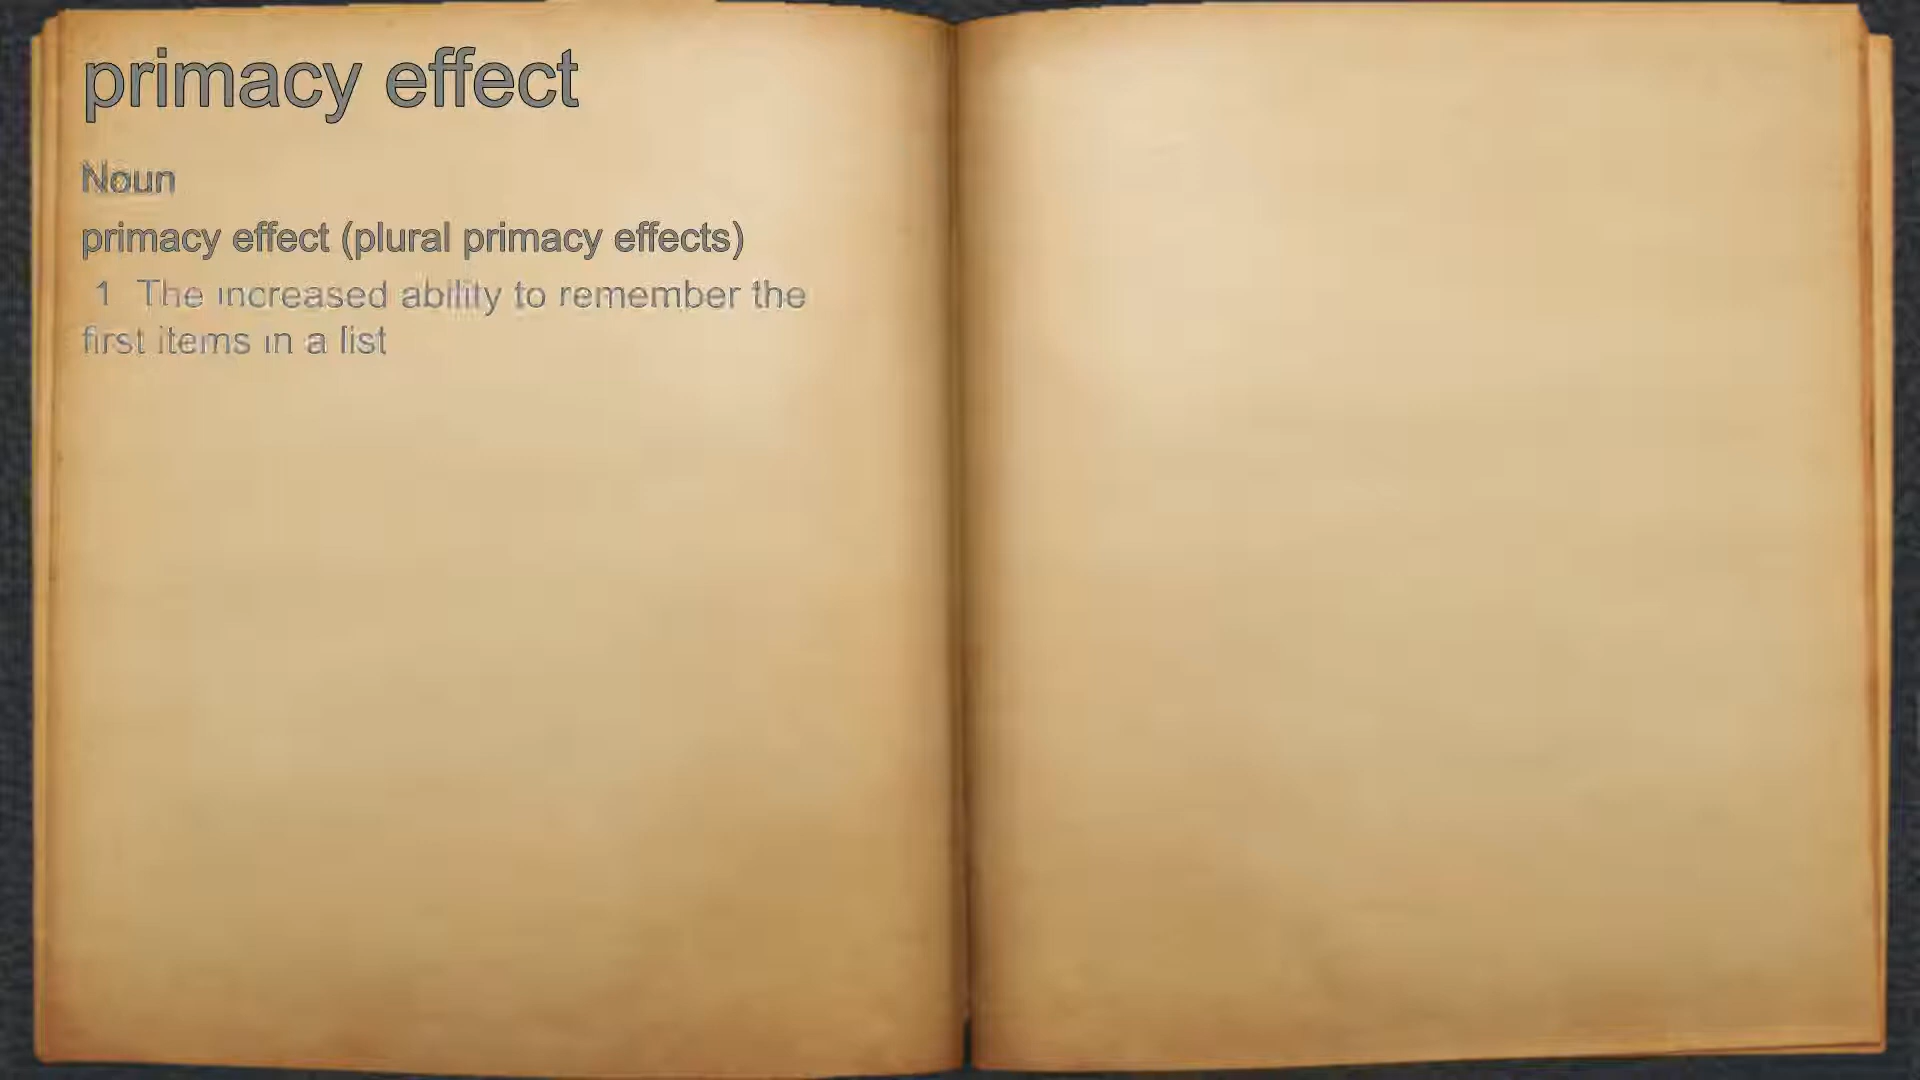 primacy effect
Noun
primacy effect (plural primacy effects)
1 The increased ability to remember the
first items in a list